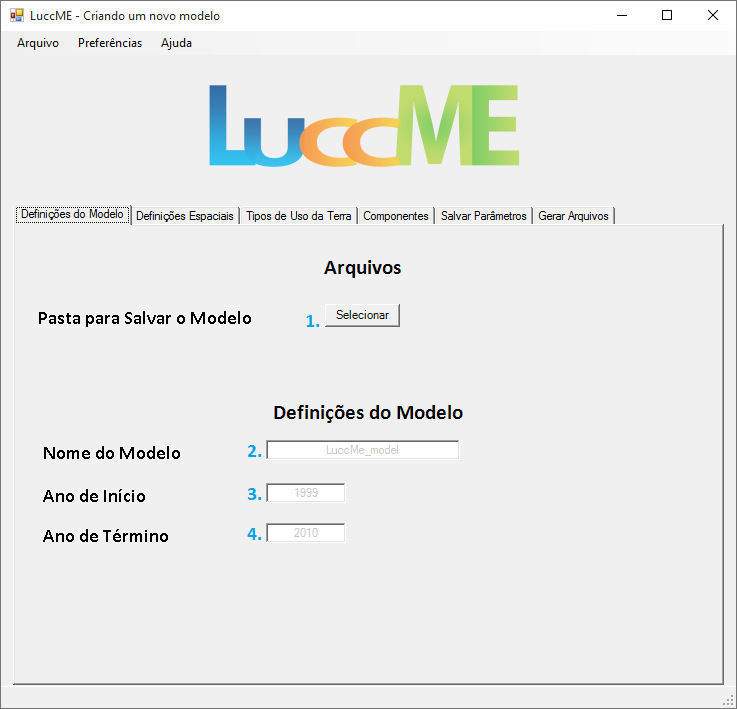 LuccME - Criando um novo modelo
Arquivo Preferências Ajuda
LuccME
Definições do Modelo Definições Espaciais Tipos de Uso da Terra Componentes Salvar Parâmetros Gerar Arquivos
Arquivos
Pasta para Salvar o Modelo 1. Selecionar
Definições do Modelo
Nome do Modelo 2. LuccMe_model
Ano de Início 3. 1999
Ano de Término 4. 2010